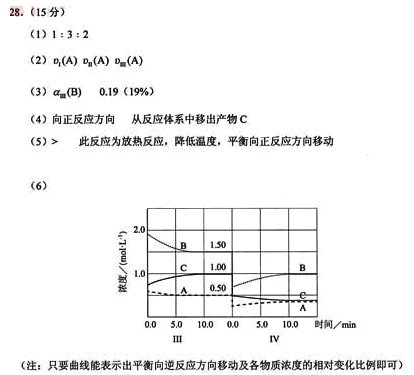 28.（15分）
（1）1 : 3 : 2
（2）υⅠ(A) υⅡ(A) υⅢ(A)
（3）αⅢ(B) 0.19（19%）
（4）向正反应方向 从反应体系中移出产物 C
（5）> 此反应为放热反应，降低温度，平衡向正反应方向移动
（6）
浓度／(mol·L⁻¹)
2.0
B 1.50
1.0 C 1.00 B
A 0.50 C
A
0.0 5.0 10.0 0.0 5.0 10.0 时间／min
III IV
（注：只要曲线能表示出平衡向逆反应方向移动及各物质浓度的相对变化比例即可）